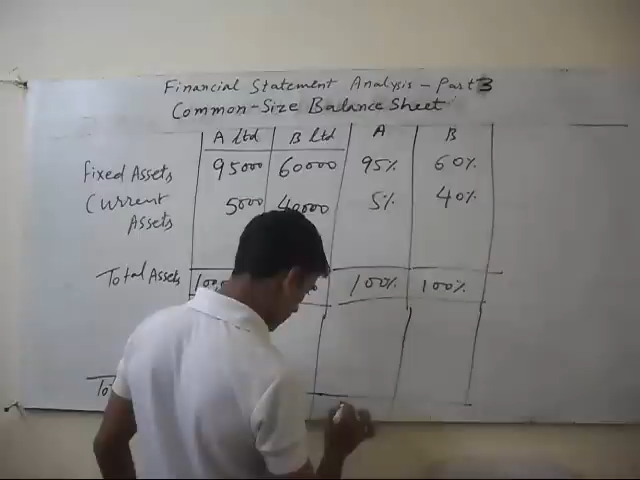 Financial Statement Analysis - Part 3
Common-Size Balance Sheet
A Ltd B Ltd A B
Fixed Assets 95000 60000 95% 60%
Current Assets 5000 40000 5% 40%
Total Assets 100% 100%